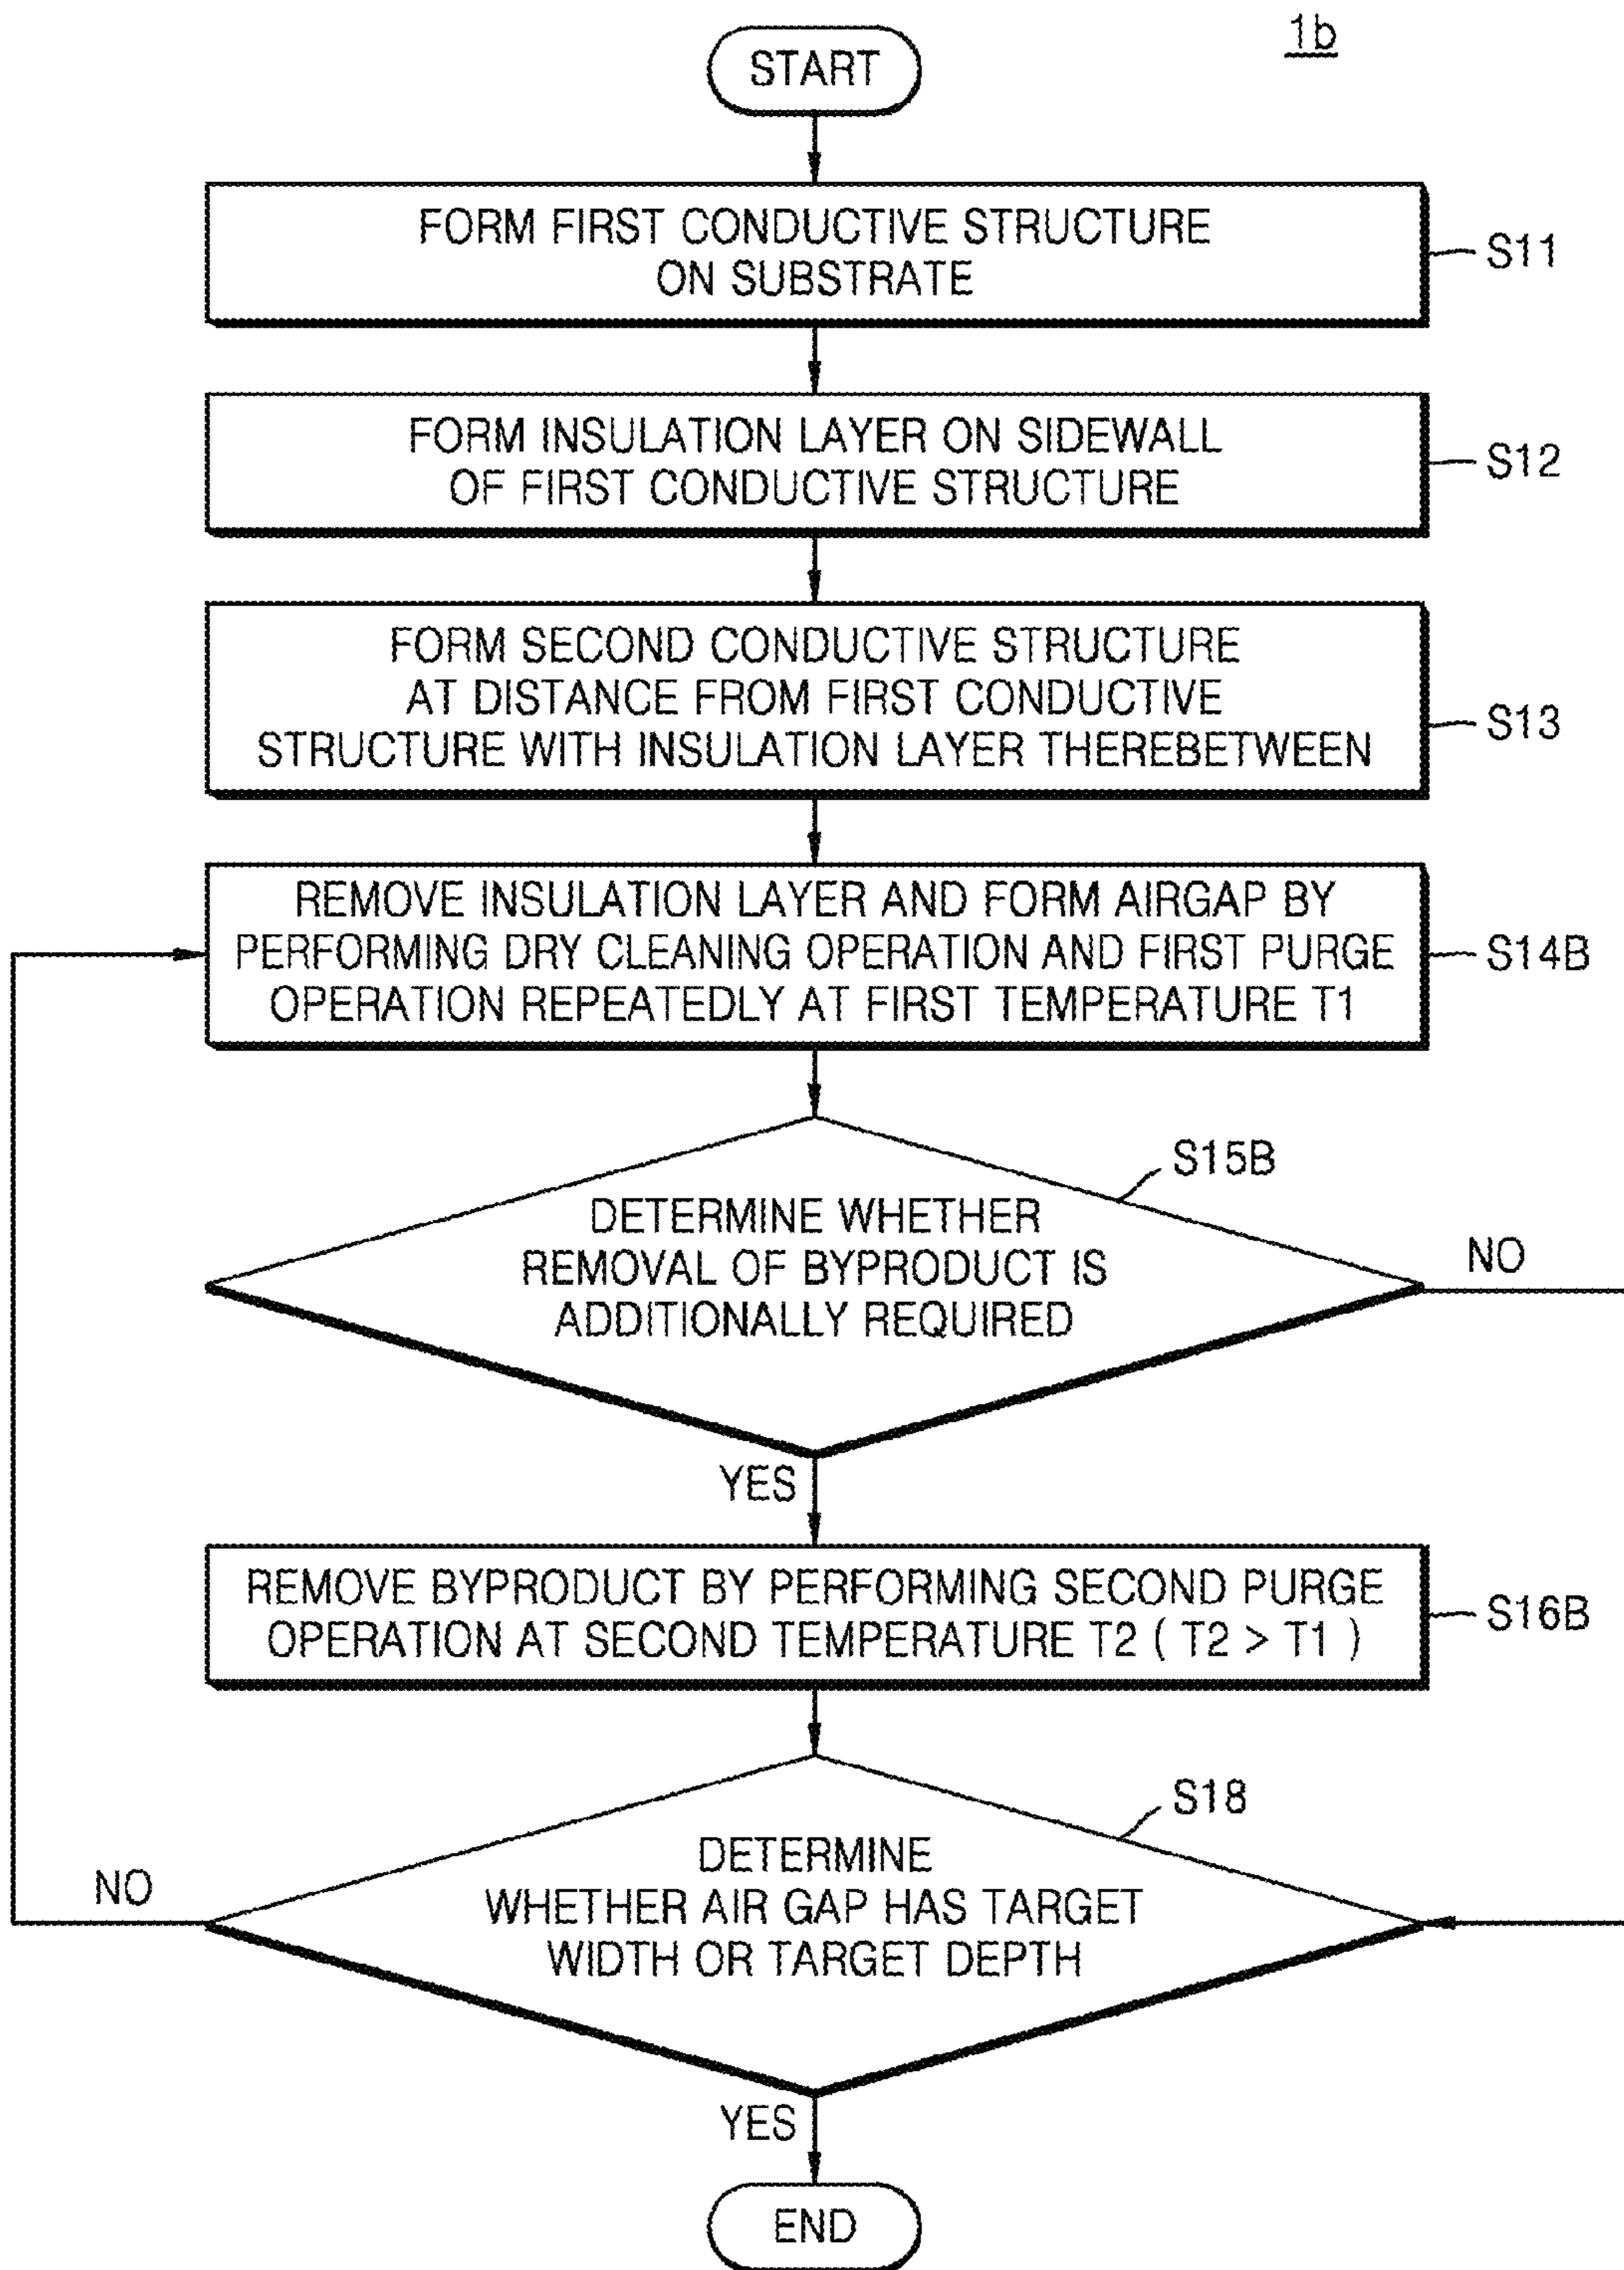 1b
START
FORM FIRST CONDUCTIVE STRUCTURE
ON SUBSTRATE
S11
FORM INSULATION LAYER ON SIDEWALL
OF FIRST CONDUCTIVE STRUCTURE
S12
FORM SECOND CONDUCTIVE STRUCTURE
AT DISTANCE FROM FIRST CONDUCTIVE
STRUCTURE WITH INSULATION LAYER THEREBETWEEN
S13
REMOVE INSULATION LAYER AND FORM AIRGAP BY
PERFORMING DRY CLEANING OPERATION AND FIRST PURGE
OPERATION REPEATEDLY AT FIRST TEMPERATURE T1
S14B
S15B
DETERMINE WHETHER
REMOVAL OF BYPRODUCT IS
ADDITIONALLY REQUIRED
NO
YES
REMOVE BYPRODUCT BY PERFORMING SECOND PURGE
OPERATION AT SECOND TEMPERATURE T2 ( T2 > T1 )
S16B
S18
DETERMINE
WHETHER AIR GAP HAS TARGET
WIDTH OR TARGET DEPTH
NO
YES
END